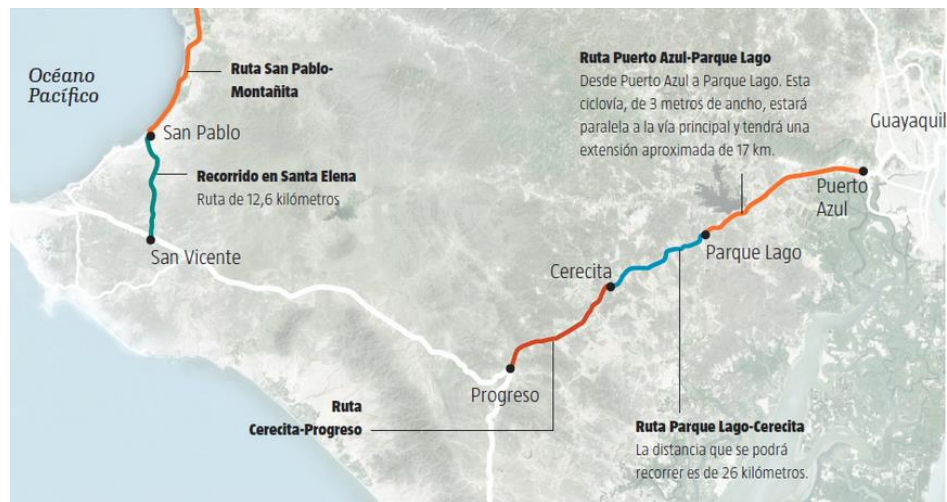 Océano
Pacífico
Ruta San Pablo-
Montañita
San Pablo
Recorrido en Santa Elena
Ruta de 12,6 kilómetros
San Vicente
Ruta Puerto Azul-Parque Lago
Desde Puerto Azul a Parque Lago. Esta
ciclovía, de 3 metros de ancho, estará
paralela a la vía principal y tendrá una
extensión aproximada de 17 km.
Guayaquil
Puerto
Azul
Parque Lago
Cerecita
Progreso
Ruta
Cerecita-Progreso
Ruta Parque Lago-Cerecita
La distancia que se podrá
recorrer es de 26 kilómetros.